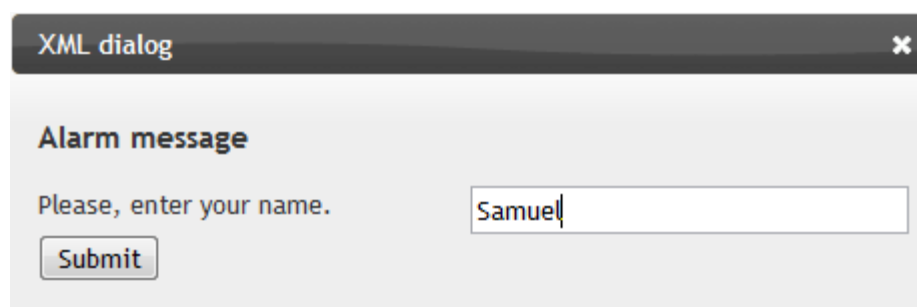 XML dialog
Alarm message
Please, enter your name.
Samuel
Submit